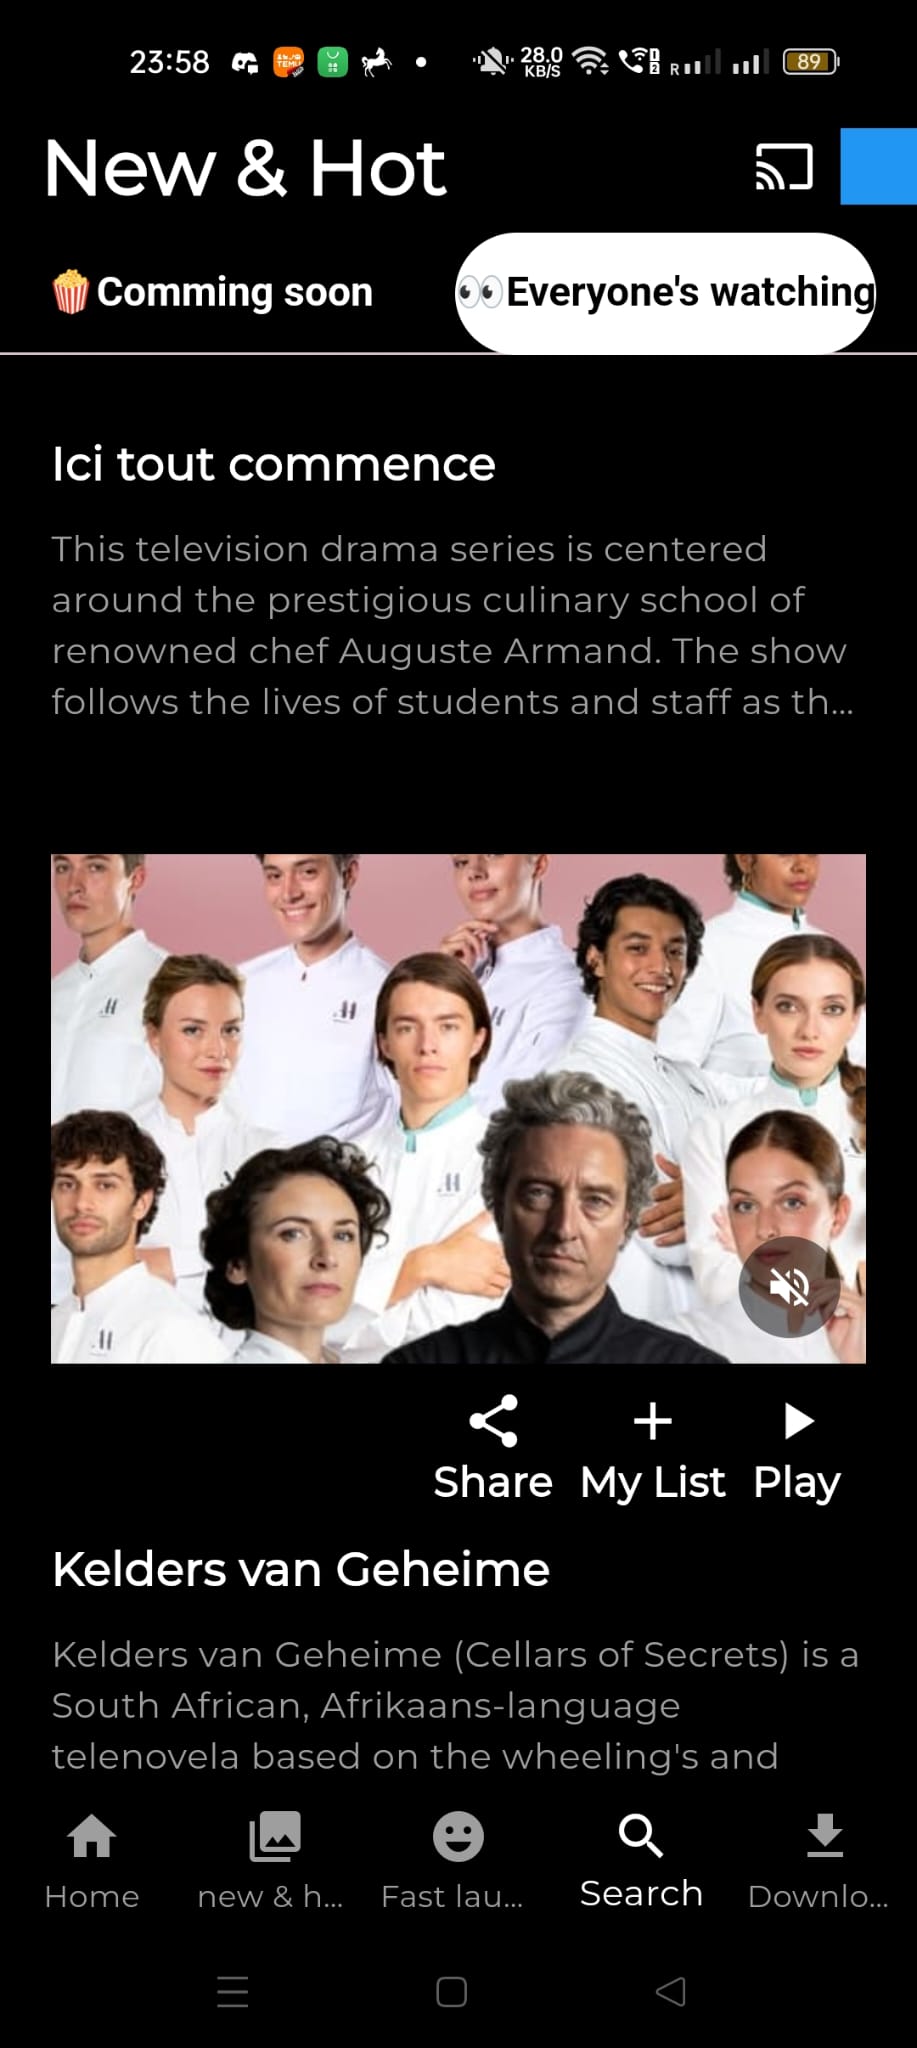 23:58
28.0
KB/S
R
89
New & Hot
🍿Comming soon
👀Everyone's watching
Ici tout commence
This television drama series is centered
around the prestigious culinary school of
renowned chef Auguste Armand. The show
follows the lives of students and staff as th...
Share
My List
Play
Kelders van Geheime
Kelders van Geheime (Cellars of Secrets) is a
South African, Afrikaans-language
telenovela based on the wheeling's and
Home
new & h...
Fast lau...
Search
Downlo...